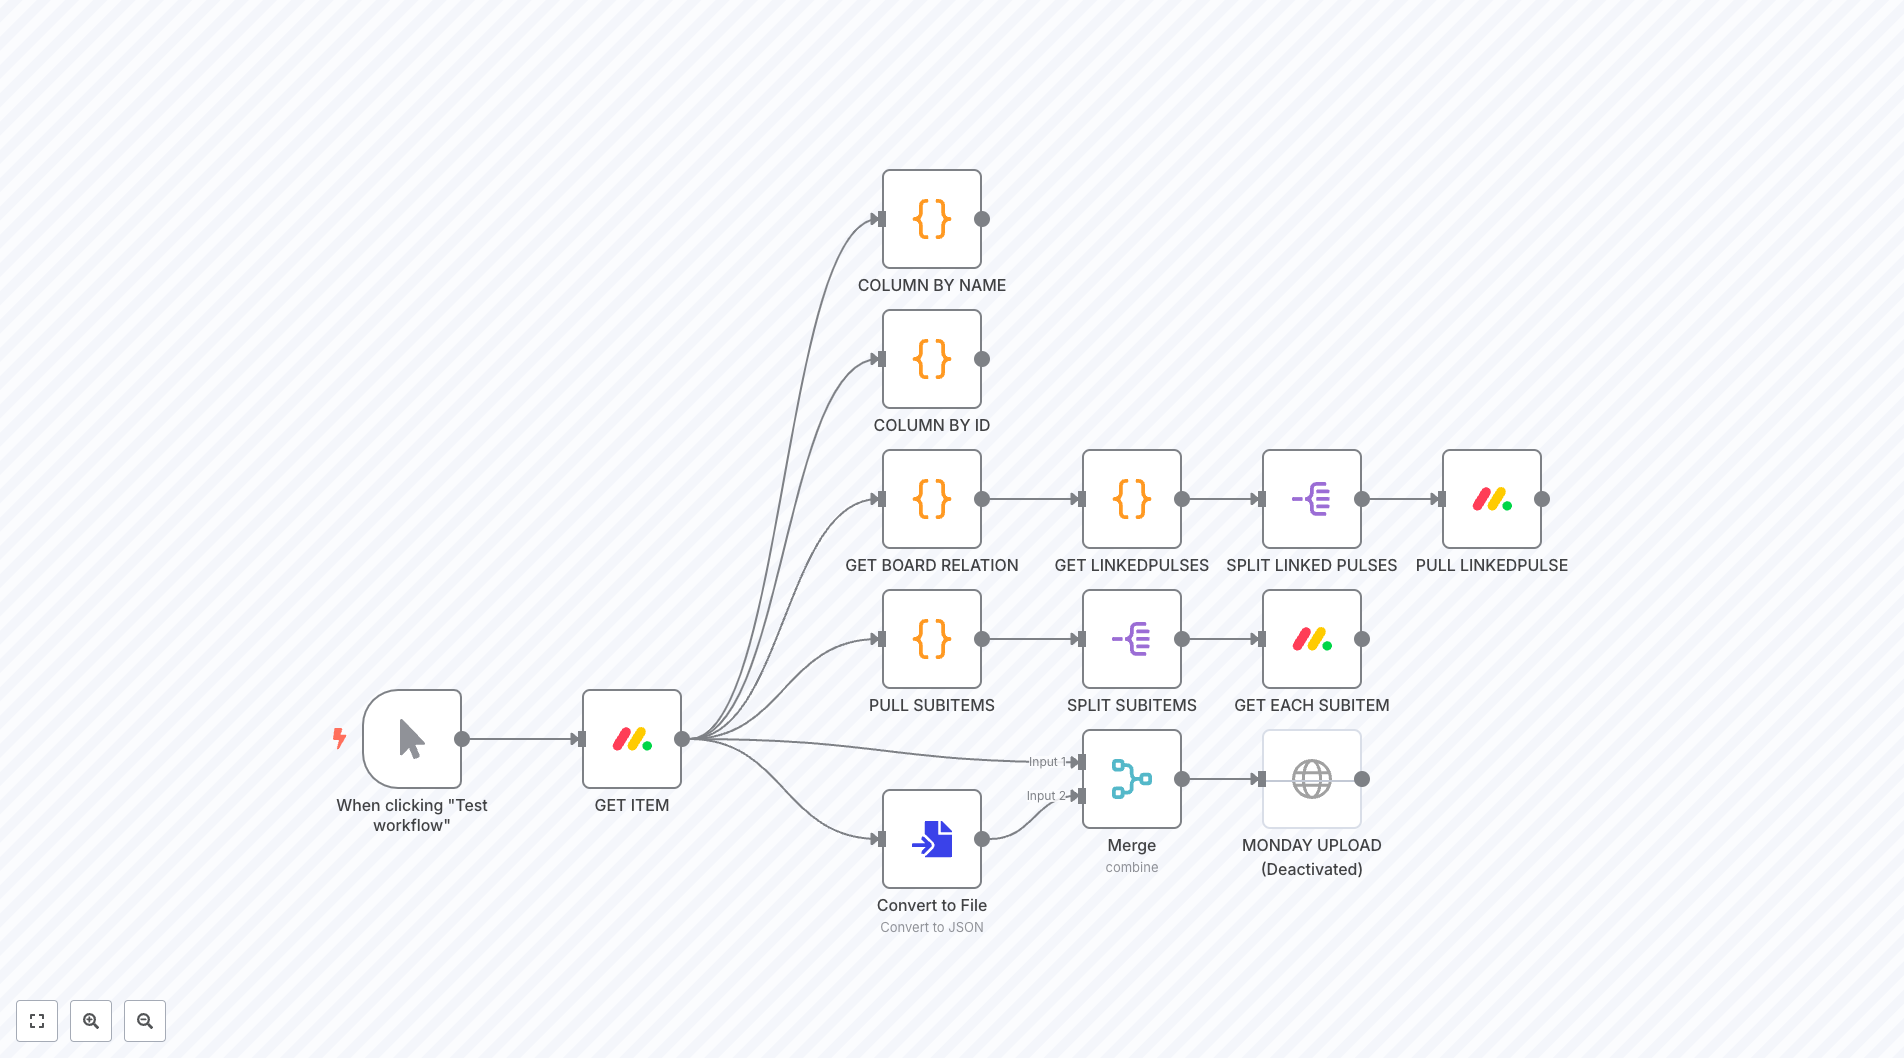 COLUMN BY NAME
COLUMN BY ID
GET BOARD RELATION
GET LINKEDPULSES
SPLIT LINKED PULSES
PULL LINKEDPULSE
PULL SUBITEMS
SPLIT SUBITEMS
GET EACH SUBITEM
When clicking "Test
workflow"
GET ITEM
Input 1
Input 2
Merge
combine
MONDAY UPLOAD
(Deactivated)
Convert to File
Convert to JSON